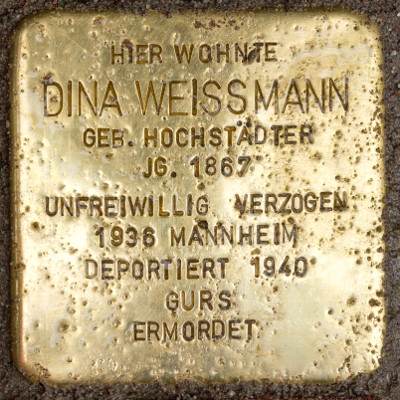 HIER WOHNTE
DINA WEISSMANN
GEB. HOCHSTÄDTER
JG. 1867
UNFREIWILLIG VERZOGEN
1936 MANNHEIM
DEPORTIERT 1940
GURS
ERMORDET